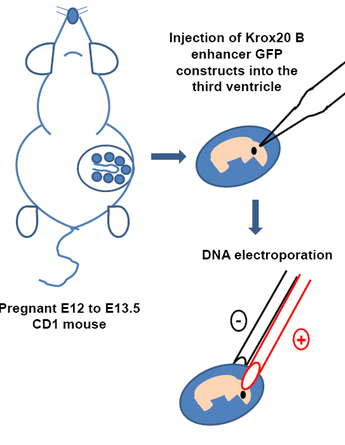 Injection of Krox20 B
enhancer GFP
constructs into the
third ventricle
DNA electroporation
-
+
Pregnant E12 to E13.5
CD1 mouse